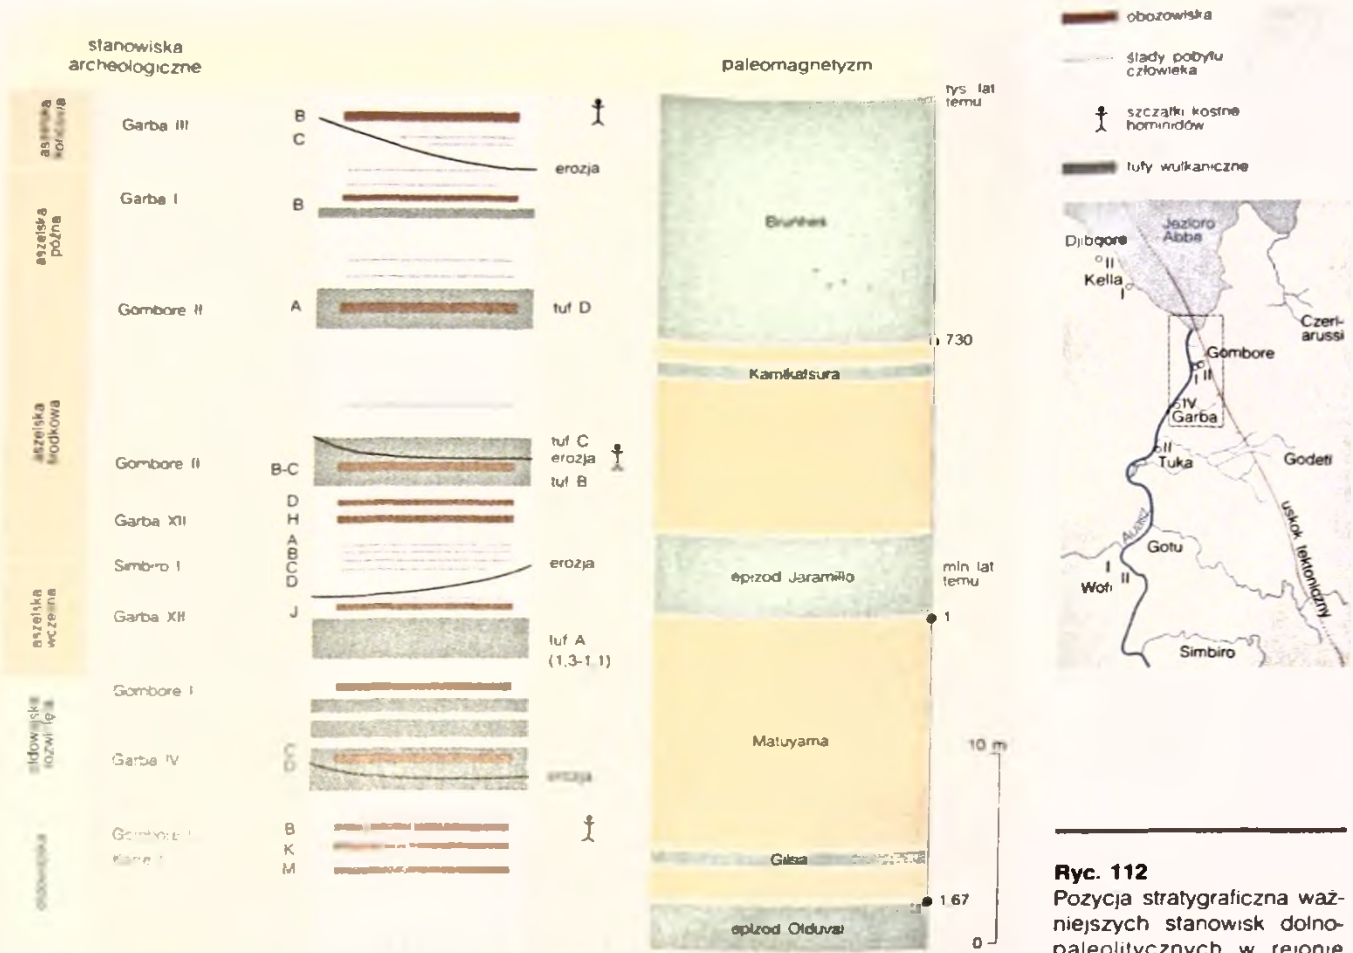 stanowiska
archeologiczne
paleomagnetyzm
tys lat
temu
aszelska
końcowa
Garba III
B
C
erozja
aszelska
późna
Garba I
B
Brunhes
Gombore II
A
tuf D
730
Kamikatsura
aszelska
środkowa
Gombore II
B-C
tuf C
erozja
tuf B
D
Garba XII
H
A
B
Simbiro I
C
D
erozja
epizod Jaramillo
mln lat
temu
aszelska
wczesna
Garba XII
J
1
tuf A
(1,3-1,1)
Gombore I
Matuyama
Garba IV
C
D
erozja
10 m
Gombore I
B
K
M
Gilsa
1.67
epizod Olduvai
0
obozowiska
ślady pobytu
człowieka
szczątki kostne
hominidów
tufy wulkaniczne
Jezioro
Abba
Djibgore
II
Kella
I
Czeri-
arussi
Gombore
I II
IV
Garba
II
Tuka
Godeti
uskok tektoniczny
Gotu
I
Wofi
II
Simbiro
Ryc. 112
Pozycja stratygraficzna waż-
niejszych stanowisk dolno-
paleolitycznych w rejonie